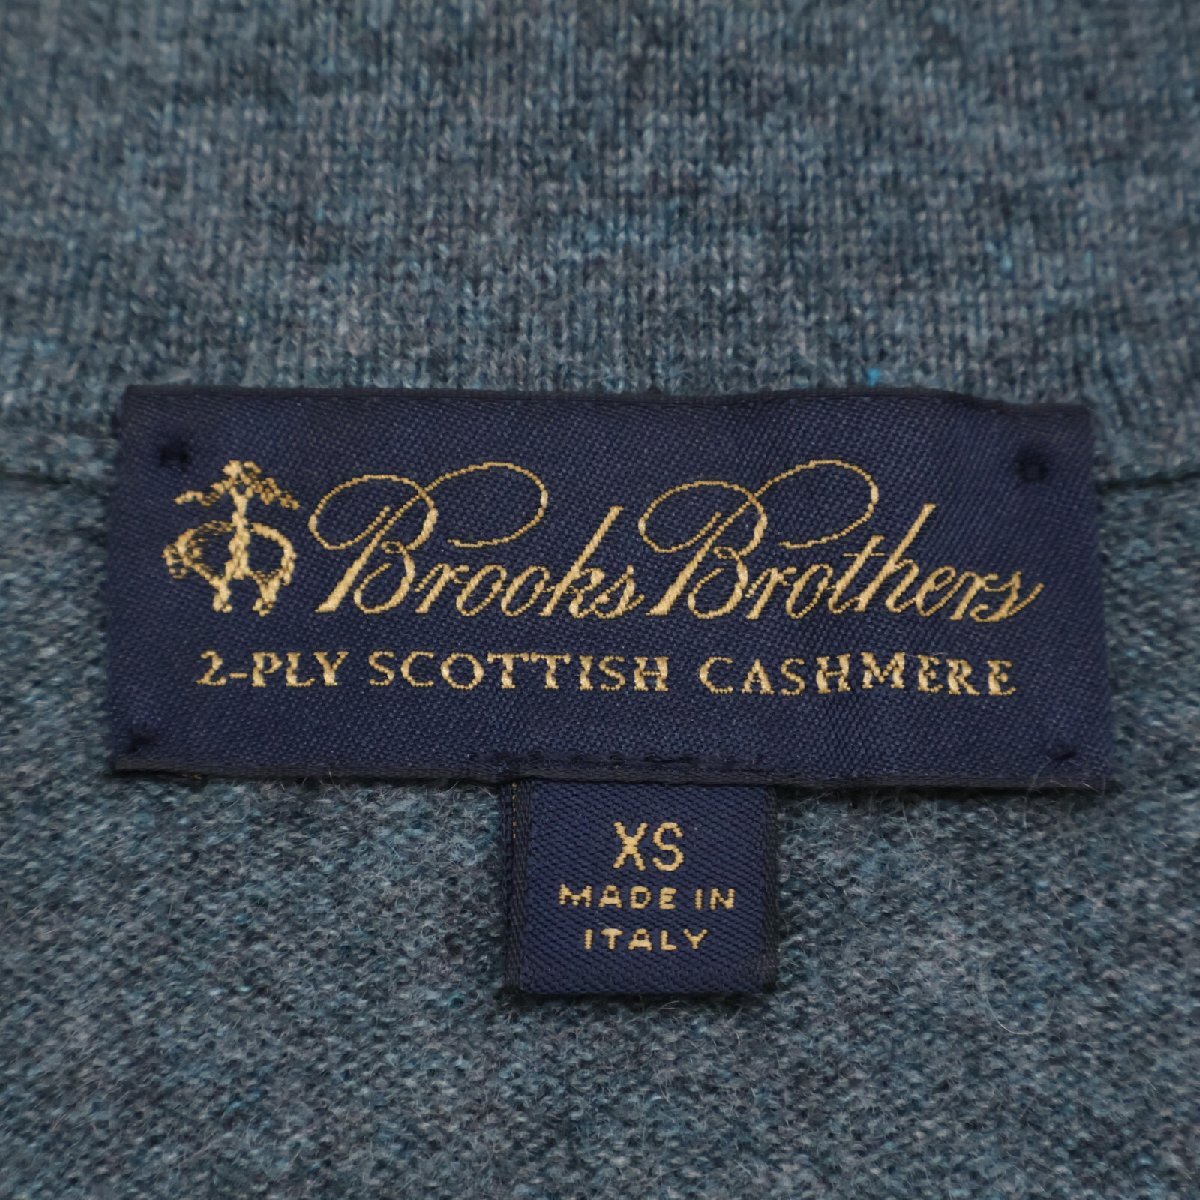 Brooks Brothers
2-PLY SCOTTISH CASHMERE
XS
MADE IN
ITALY